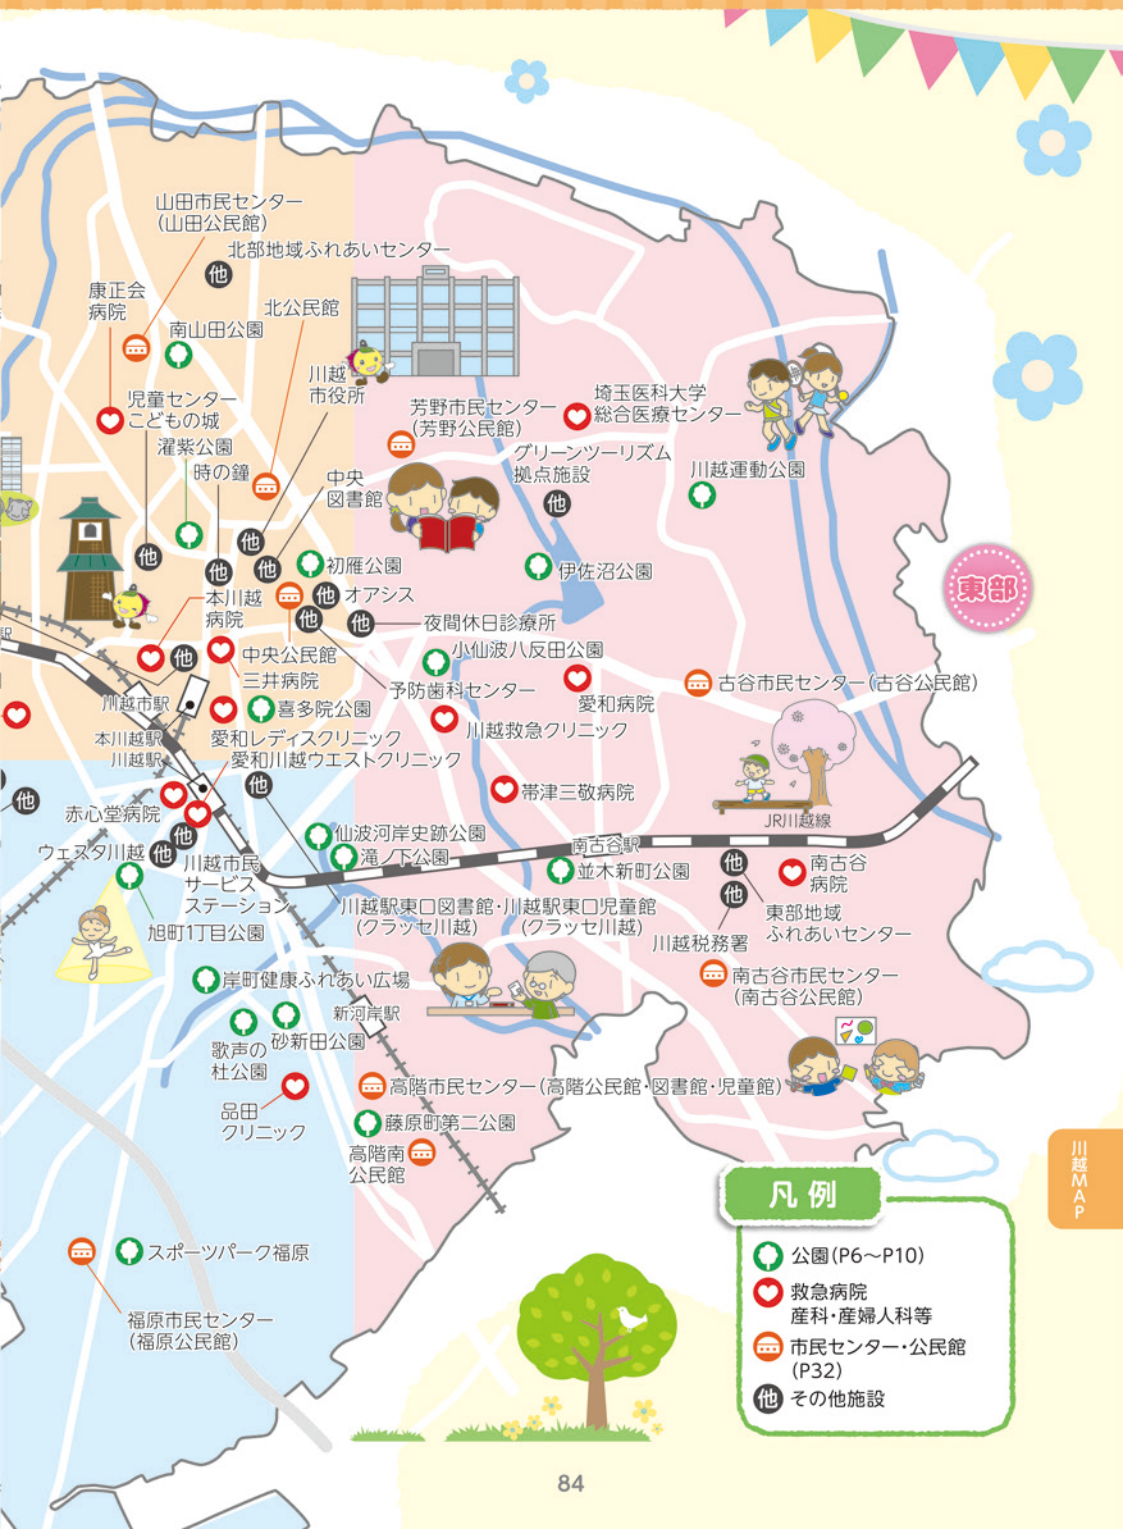 山田市民センター
(山田公民館)
北部地域ふれあいセンター
他
康正会
病院
南山田公園
北公民館
川越
市役所
児童センター
こどもの城
濯紫公園
時の鐘
中央
図書館
芳野市民センター
(芳野公民館)
埼玉医科大学
総合医療センター
グリーンツーリズム
拠点施設
他
川越運動公園
他
他
他
他
初雁公園
伊佐沼公園
東部
本川越
病院
他
オアシス
他
他
夜間休日診療所
駅
他
中央公民館
三井病院
小仙波八反田公園
予防歯科センター
愛和病院
古谷市民センター(古谷公民館)
川越市駅
喜多院公園
川越救急クリニック
本川越駅
川越駅
愛和レディスクリニック
愛和川越ウエストクリニック
他
他
赤心堂病院
帯津三敬病院
JR川越線
ウェスタ川越
他
他
川越市民
サービス
ステーション
仙波河岸史跡公園
滝ノ下公園
南古谷駅
並木新町公園
他
他
南古谷
病院
旭町1丁目公園
川越駅東口図書館・川越駅東口児童館
(クラッセ川越) (クラッセ川越)
川越税務署
東部地域
ふれあいセンター
岸町健康ふれあい広場
南古谷市民センター
(南古谷公民館)
新河岸駅
歌声の
杜公園
砂新田公園
品田
クリニック
高階市民センター(高階公民館・図書館・児童館)
藤原町第二公園
高階南
公民館
川越MAP
スポーツパーク福原
福原市民センター
(福原公民館)
凡例
公園(P6〜P10)
救急病院
産科・産婦人科等
市民センター・公民館
(P32)
他 その他施設
84